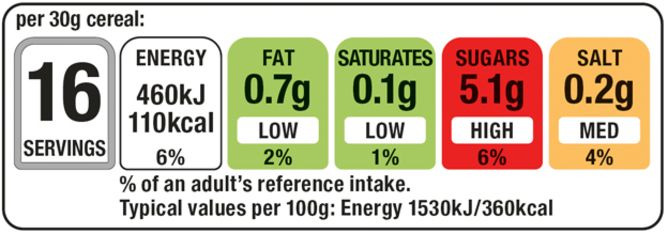 per 30g cereal:
16
SERVINGS
ENERGY
460kJ
110kcal
6%
FAT
0.7g
LOW
2%
SATURATES
0.1g
LOW
1%
SUGARS
5.1g
HIGH
6%
SALT
0.2g
MED
4%
% of an adult's reference intake.
Typical values per 100g: Energy 1530kJ/360kcal